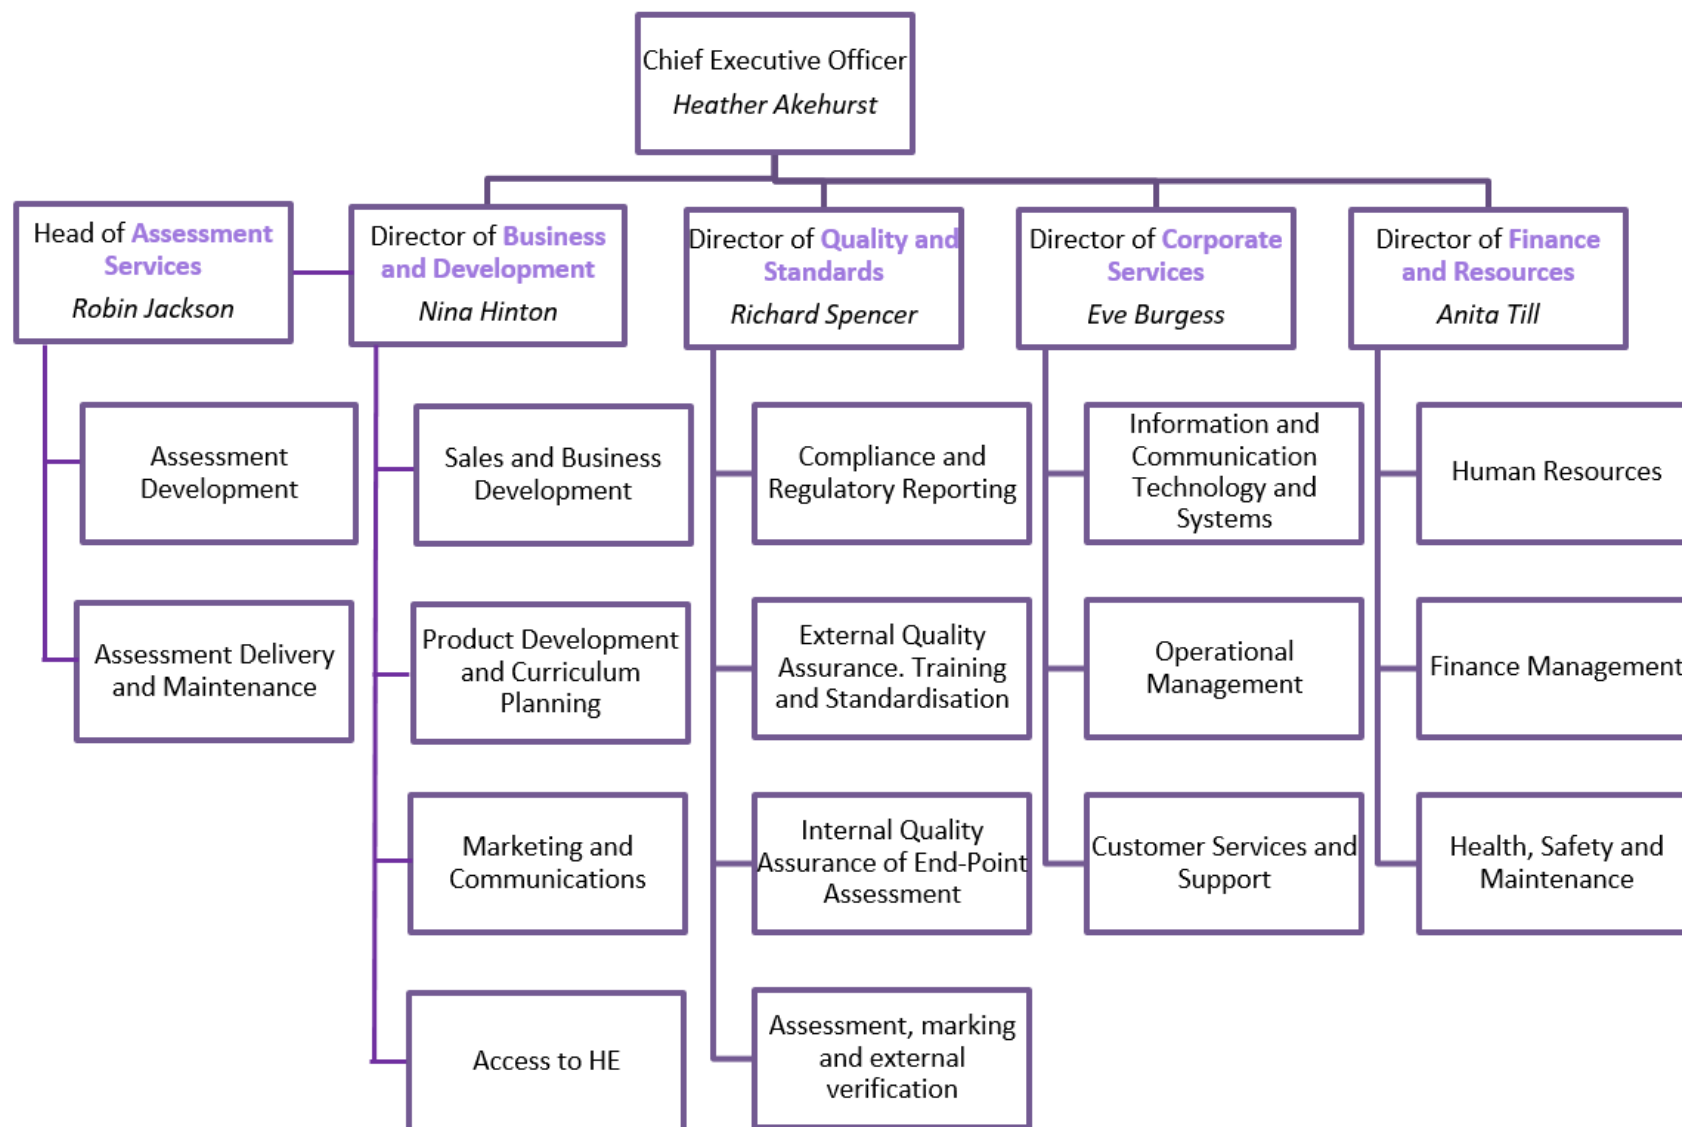 Chief Executive Officer
Heather Akehurst
Head of Assessment
Services
Robin Jackson
Director of Business
and Development
Nina Hinton
Director of Quality and
Standards
Richard Spencer
Director of Corporate
Services
Eve Burgess
Director of Finance
and Resources
Anita Till
Assessment
Development
Assessment Delivery
and Maintenance
Sales and Business
Development
Product Development
and Curriculum
Planning
Marketing and
Communications
Access to HE
Compliance and
Regulatory Reporting
External Quality
Assurance. Training
and Standardisation
Internal Quality
Assurance of End-Point
Assessment
Assessment, marking
and external
verification
Information and
Communication
Technology and
Systems
Operational
Management
Customer Services and
Support
Human Resources
Finance Management
Health, Safety and
Maintenance